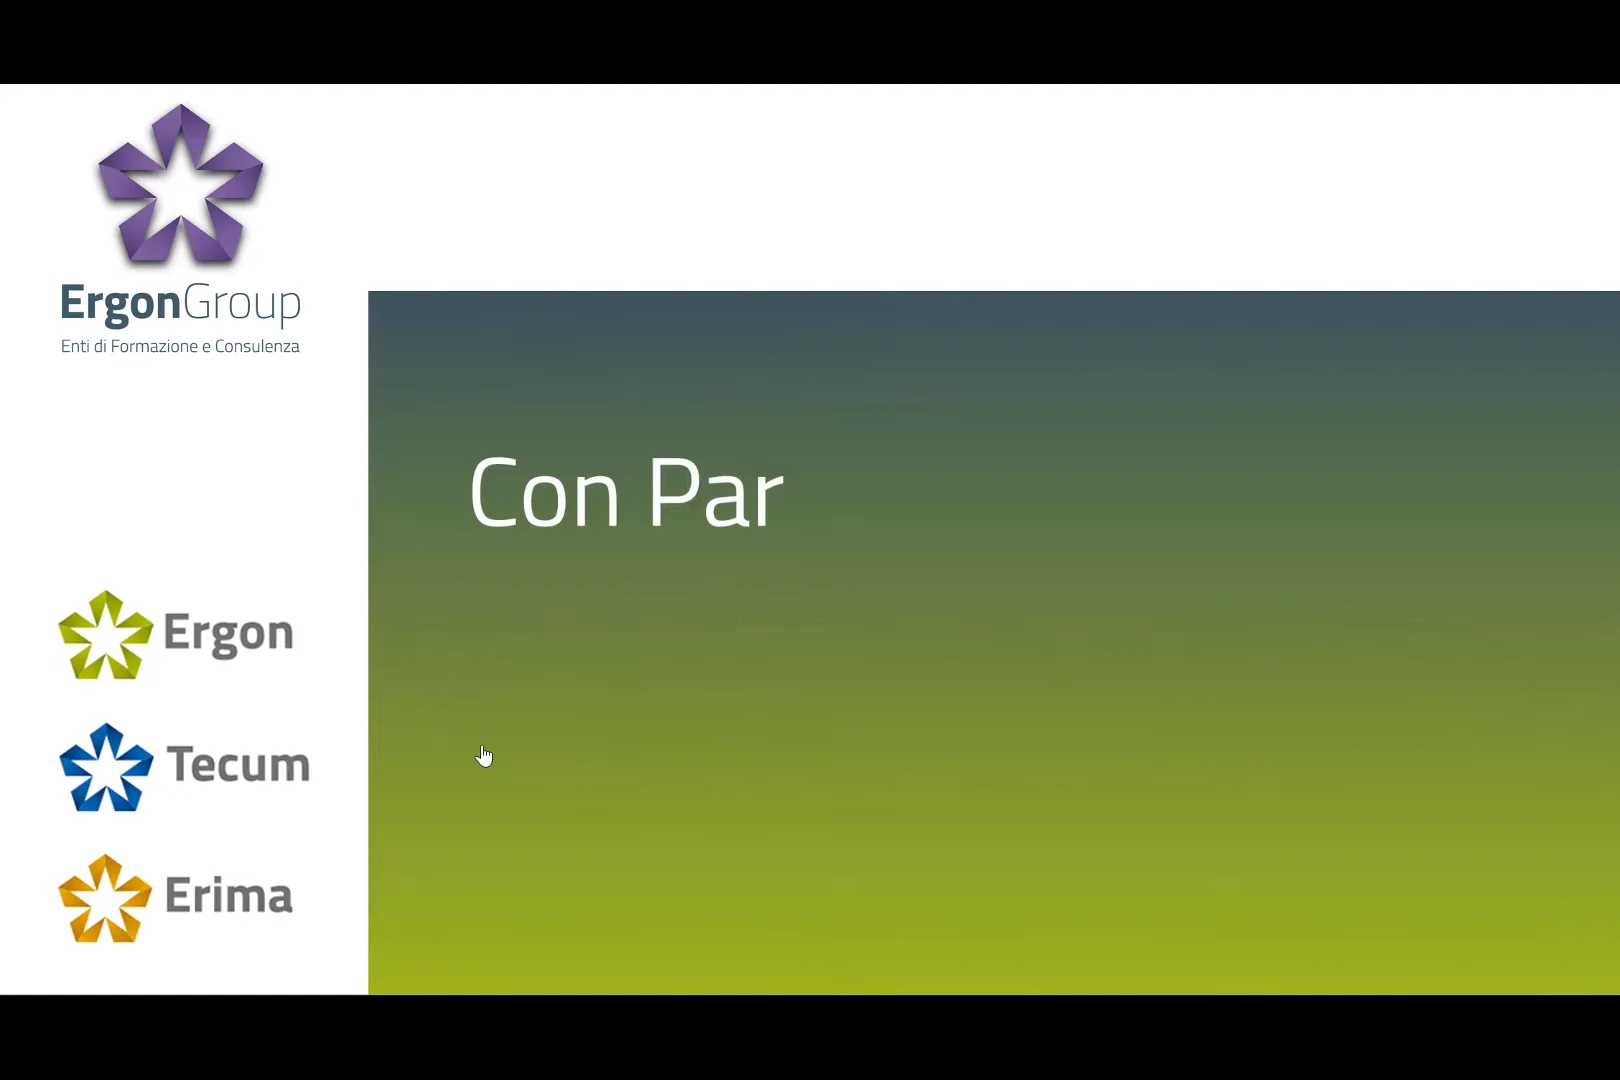 ErgonGroup
Enti di Formazione e Consulenza
Con Par
Ergon
Tecum
Erima